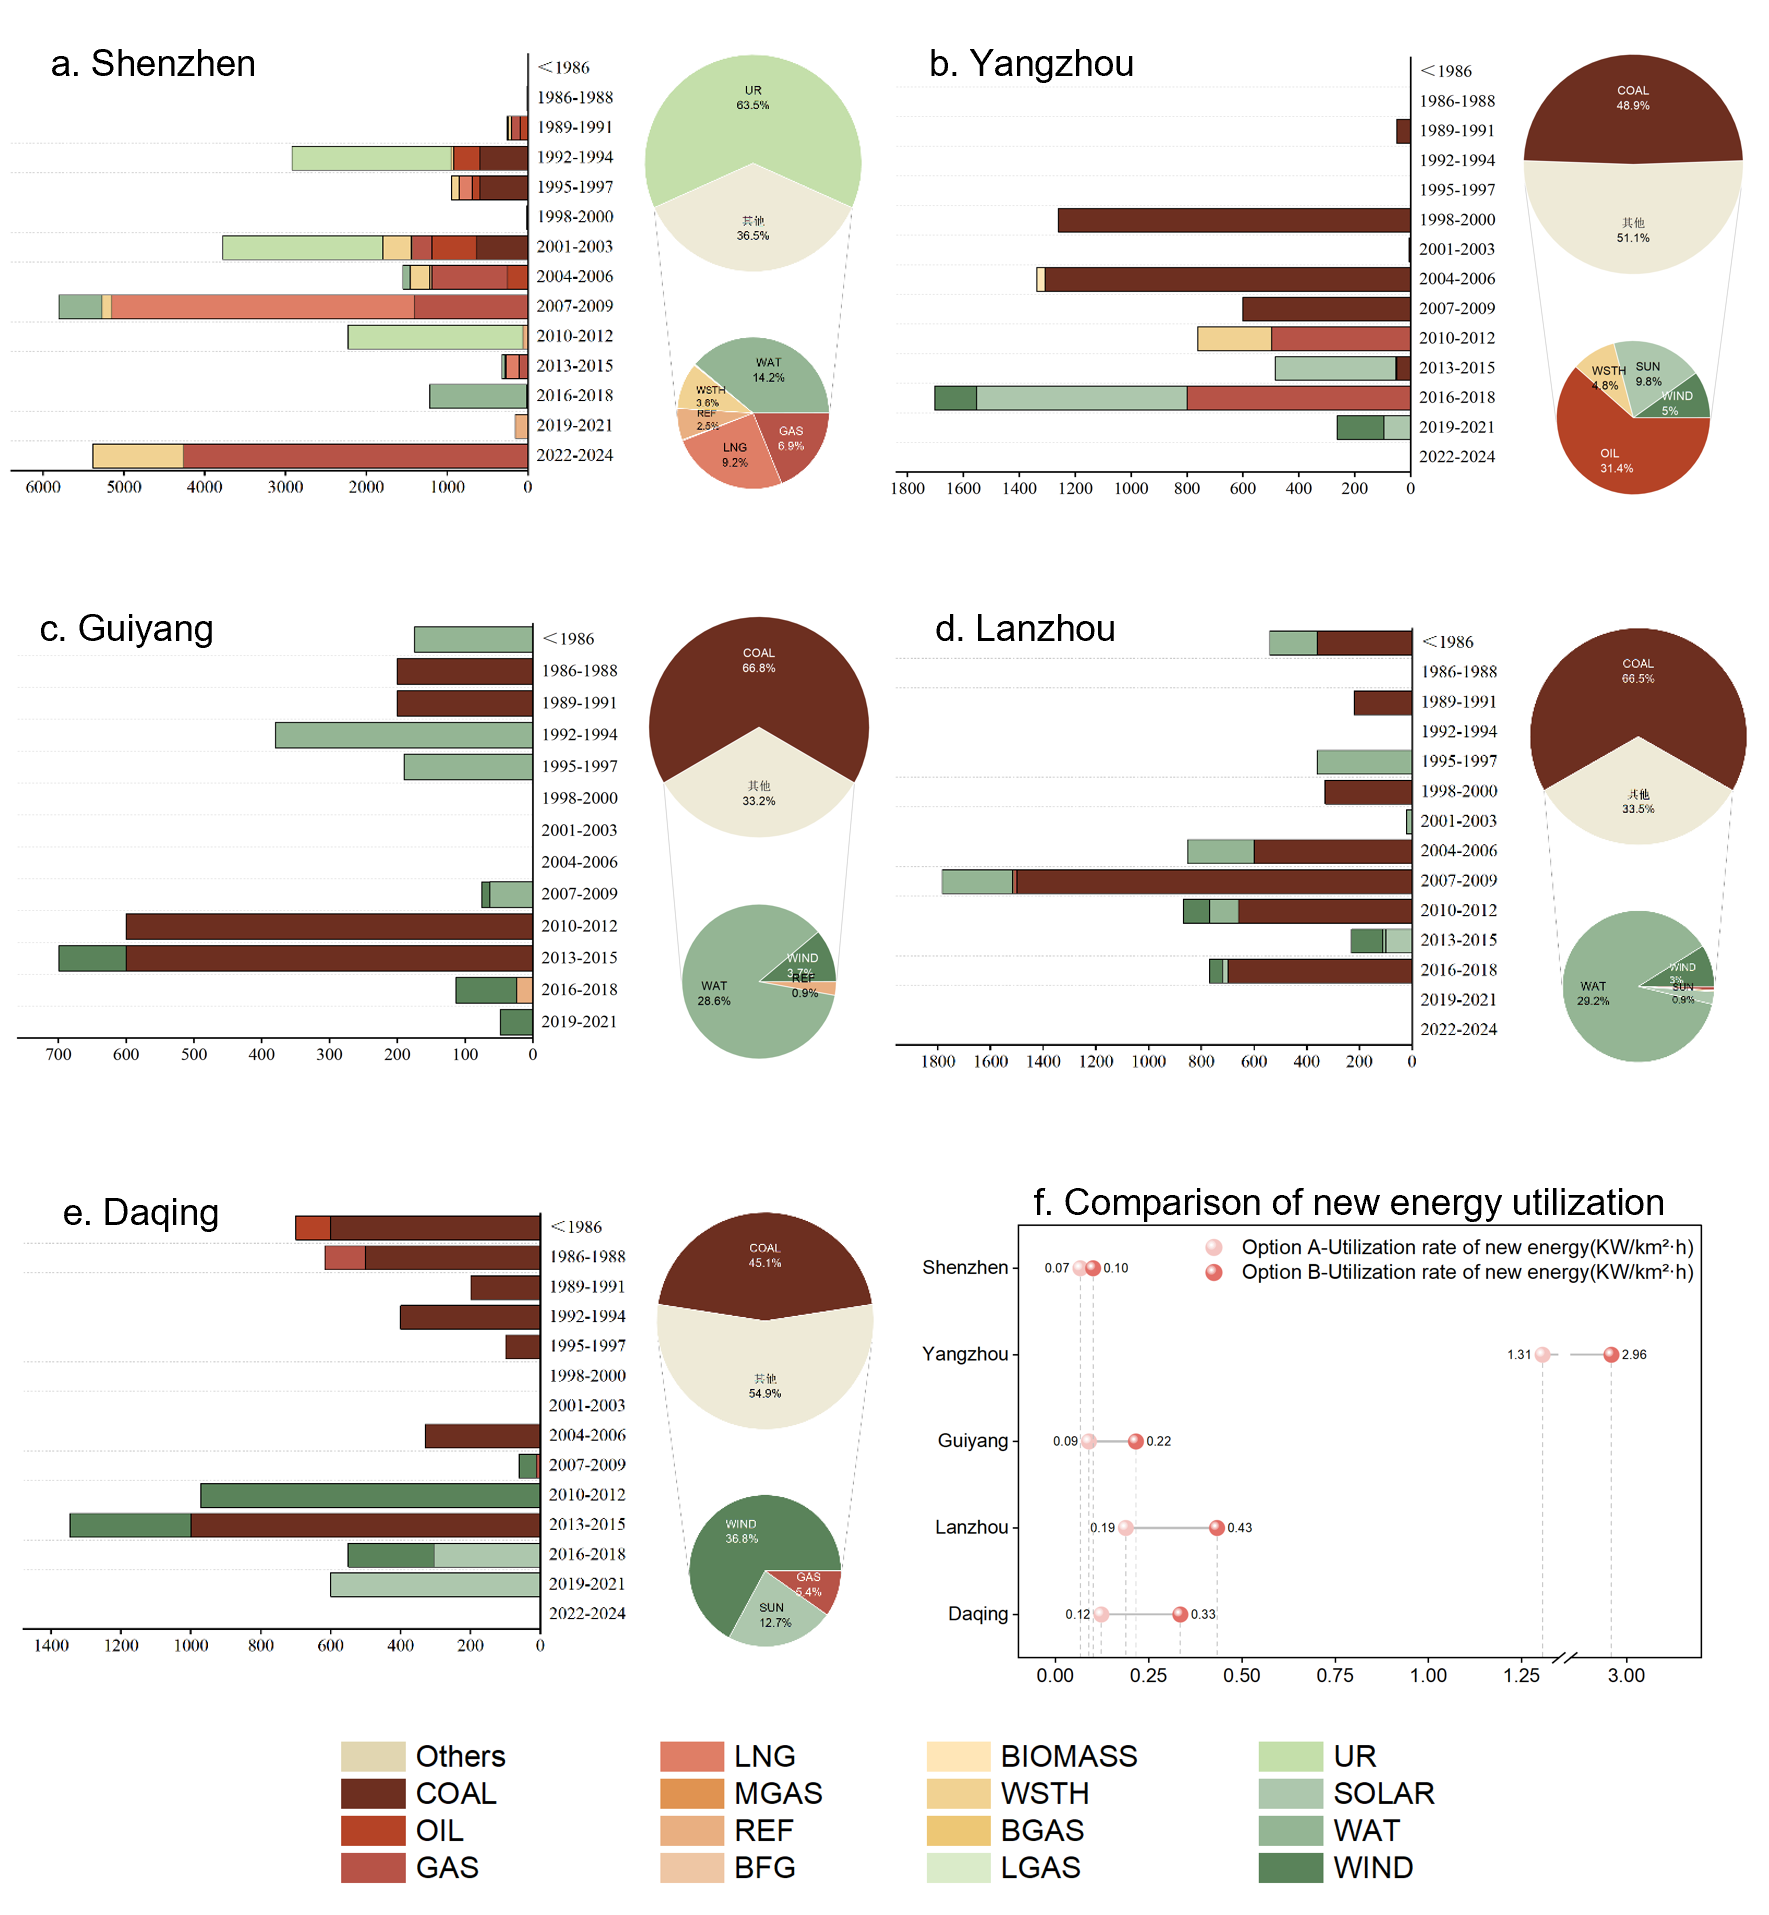 a. Shenzhen
<1986
1986-1988
1989-1991
1992-1994
1995-1997
1998-2000
2001-2003
2004-2006
2007-2009
2010-2012
2013-2015
2016-2018
2019-2021
2022-2024
6000 5000 4000 3000 2000 1000 0
UR
63.5%
其他
36.5%
WAT
14.2%
WSTH
3.6%
REF
2.5%
LNG
9.2%
GAS
6.9%
b. Yangzhou
<1986
1986-1988
1989-1991
1992-1994
1995-1997
1998-2000
2001-2003
2004-2006
2007-2009
2010-2012
2013-2015
2016-2018
2019-2021
2022-2024
1800 1600 1400 1200 1000 800 600 400 200 0
COAL
48.9%
其他
51.1%
WSTH
4.8%
SUN
9.8%
WIND
5%
OIL
31.4%
c. Guiyang
<1986
1986-1988
1989-1991
1992-1994
1995-1997
1998-2000
2001-2003
2004-2006
2007-2009
2010-2012
2013-2015
2016-2018
2019-2021
700 600 500 400 300 200 100 0
COAL
66.8%
其他
33.2%
WIND
3.7%
REF
0.9%
WAT
28.6%
d. Lanzhou
<1986
1986-1988
1989-1991
1992-1994
1995-1997
1998-2000
2001-2003
2004-2006
2007-2009
2010-2012
2013-2015
2016-2018
2019-2021
2022-2024
1800 1600 1400 1200 1000 800 600 400 200 0
COAL
66.5%
其他
33.5%
WIND
3%
SUN
0.9%
WAT
29.2%
e. Daqing
<1986
1986-1988
1989-1991
1992-1994
1995-1997
1998-2000
2001-2003
2004-2006
2007-2009
2010-2012
2013-2015
2016-2018
2019-2021
2022-2024
1400 1200 1000 800 600 400 200 0
COAL
45.1%
其他
54.9%
WIND
36.8%
GAS
5.4%
SUN
12.7%
f. Comparison of new energy utilization
Option A-Utilization rate of new energy(KW/km²·h)
Option B-Utilization rate of new energy(KW/km²·h)
Shenzhen 0.07 0.10
Yangzhou 1.31 2.96
Guiyang 0.09 0.22
Lanzhou 0.19 0.43
Daqing 0.12 0.33
0.00 0.25 0.50 0.75 1.00 1.25 3.00
Others LNG BIOMASS UR
COAL MGAS WSTH SOLAR
OIL REF BGAS WAT
GAS BFG LGAS WIND